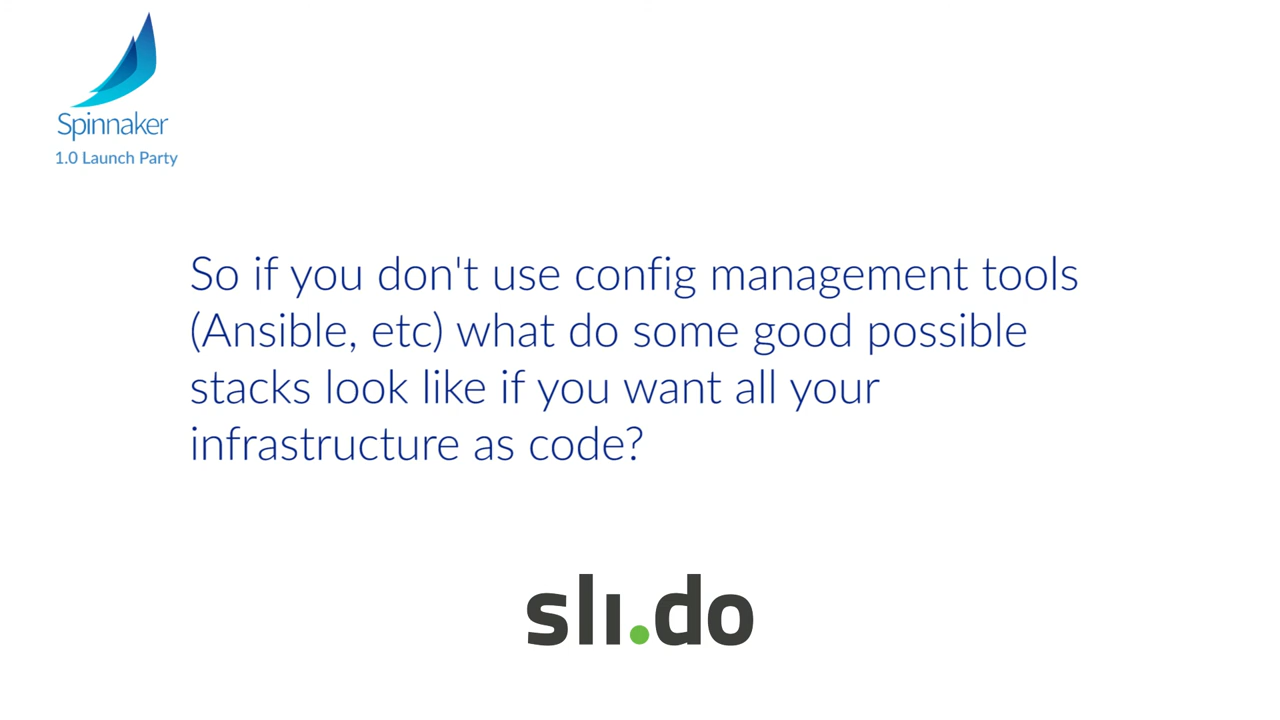 Spinnaker
1.0 Launch Party
So if you don't use config management tools
(Ansible, etc) what do some good possible
stacks look like if you want all your
infrastructure as code?
sli.do